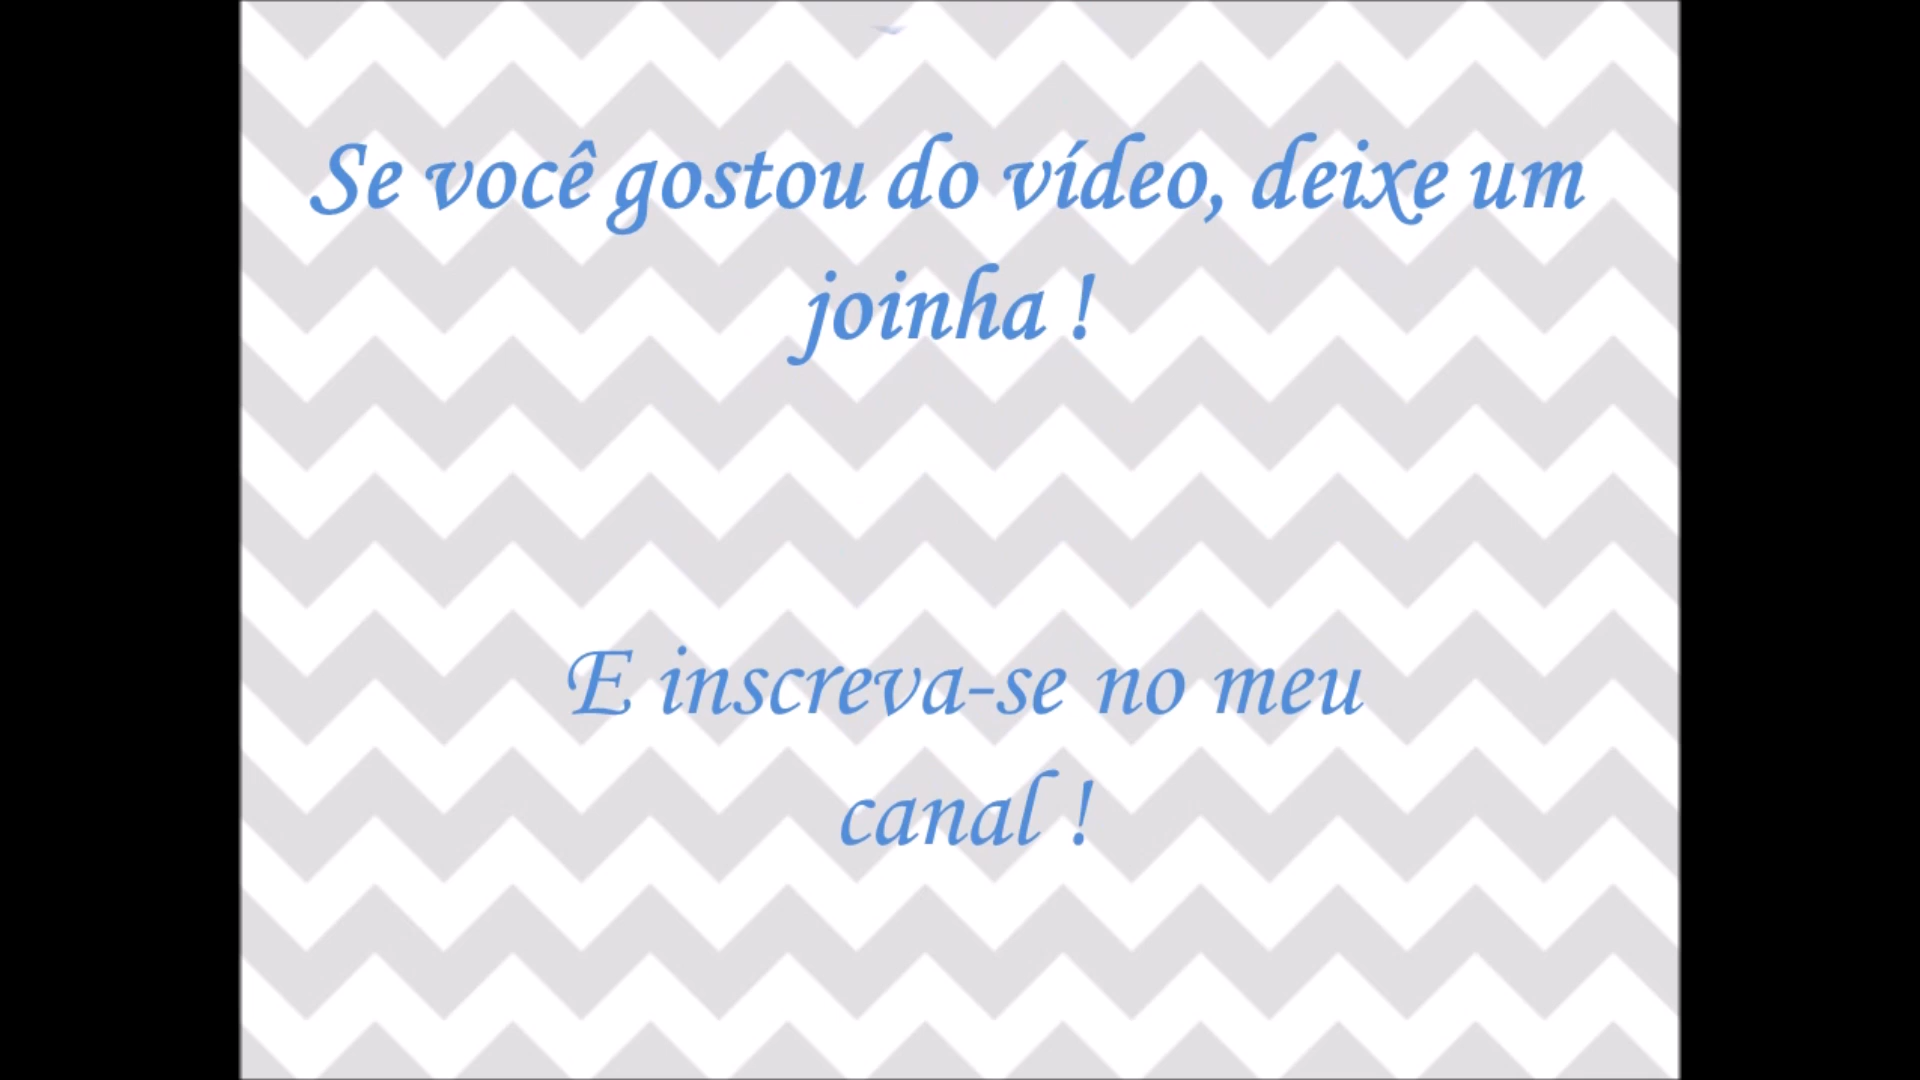 Se você gostou do vídeo, deixe um
joinha !
E inscreva-se no meu
canal !